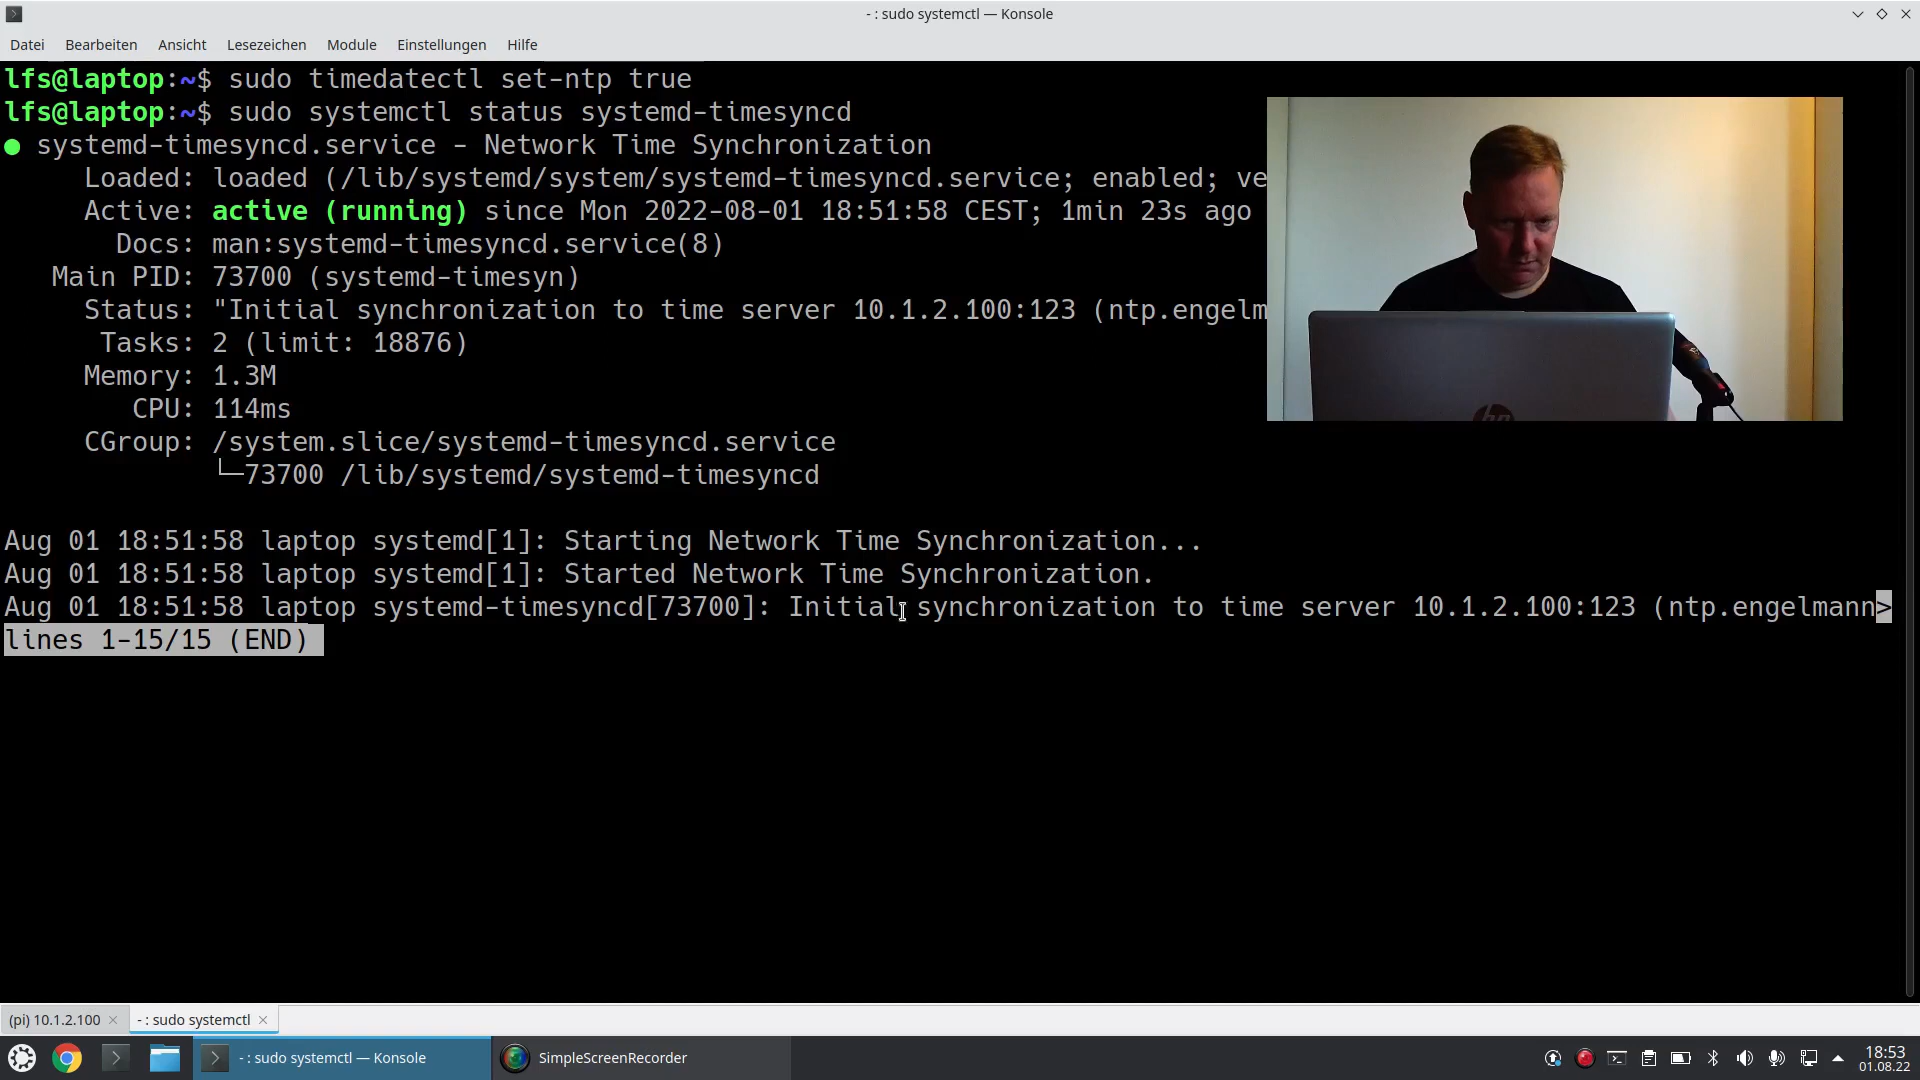 - : sudo systemctl — Konsole
Datei Bearbeiten Ansicht Lesezeichen Module Einstellungen Hilfe
lfs@laptop:~$ sudo timedatectl set-ntp true
lfs@laptop:~$ sudo systemctl status systemd-timesyncd
● systemd-timesyncd.service - Network Time Synchronization
Loaded: loaded (/lib/systemd/system/systemd-timesyncd.service; enabled; ve
Active: active (running) since Mon 2022-08-01 18:51:58 CEST; 1min 23s ago
Docs: man:systemd-timesyncd.service(8)
Main PID: 73700 (systemd-timesyn)
Status: "Initial synchronization to time server 10.1.2.100:123 (ntp.engelm
Tasks: 2 (limit: 18876)
Memory: 1.3M
CPU: 114ms
CGroup: /system.slice/systemd-timesyncd.service
└─73700 /lib/systemd/systemd-timesyncd
Aug 01 18:51:58 laptop systemd[1]: Starting Network Time Synchronization...
Aug 01 18:51:58 laptop systemd[1]: Started Network Time Synchronization.
Aug 01 18:51:58 laptop systemd-timesyncd[73700]: Initial synchronization to time server 10.1.2.100:123 (ntp.engelmann>
lines 1-15/15 (END)
hp
(pi) 10.1.2.100
- : sudo systemctl
- : sudo systemctl — Konsole
SimpleScreenRecorder
18:53
01.08.22